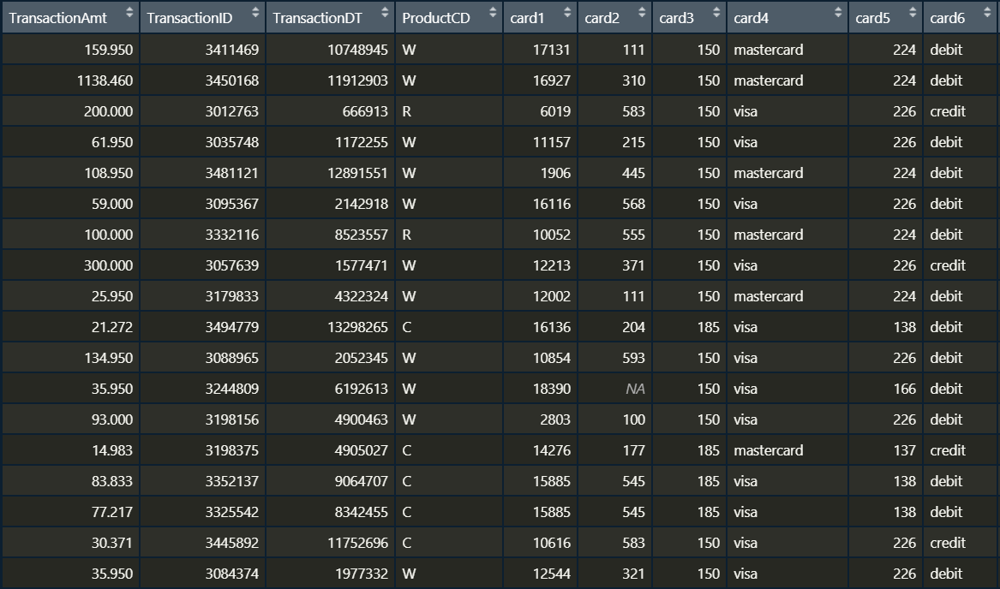 TransactionAmt TransactionID TransactionDT ProductCD card1 card2 card3 card4 card5 card6
159.950 3411469 10748945 W 17131 111 150 mastercard 224 debit
1138.460 3450168 11912903 W 16927 310 150 mastercard 224 debit
200.000 3012763 666913 R 6019 583 150 visa 226 credit
61.950 3035748 1172255 W 11157 215 150 visa 226 debit
108.950 3481121 12891551 W 1906 445 150 mastercard 224 debit
59.000 3095367 2142918 W 16116 568 150 visa 226 debit
100.000 3332116 8523557 R 10052 555 150 mastercard 224 debit
300.000 3057639 1577471 W 12213 371 150 visa 226 credit
25.950 3179833 4322324 W 12002 111 150 mastercard 224 debit
21.272 3494779 13298265 C 16136 204 185 visa 138 debit
134.950 3088965 2052345 W 10854 593 150 visa 226 debit
35.950 3244809 6192613 W 18390 NA 150 visa 166 debit
93.000 3198156 4900463 W 2803 100 150 visa 226 debit
14.983 3198375 4905027 C 14276 177 185 mastercard 137 credit
83.833 3352137 9064707 C 15885 545 185 visa 138 debit
77.217 3325542 8342455 C 15885 545 185 visa 138 debit
30.371 3445892 11752696 C 10616 583 150 visa 226 credit
35.950 3084374 1977332 W 12544 321 150 visa 226 debit